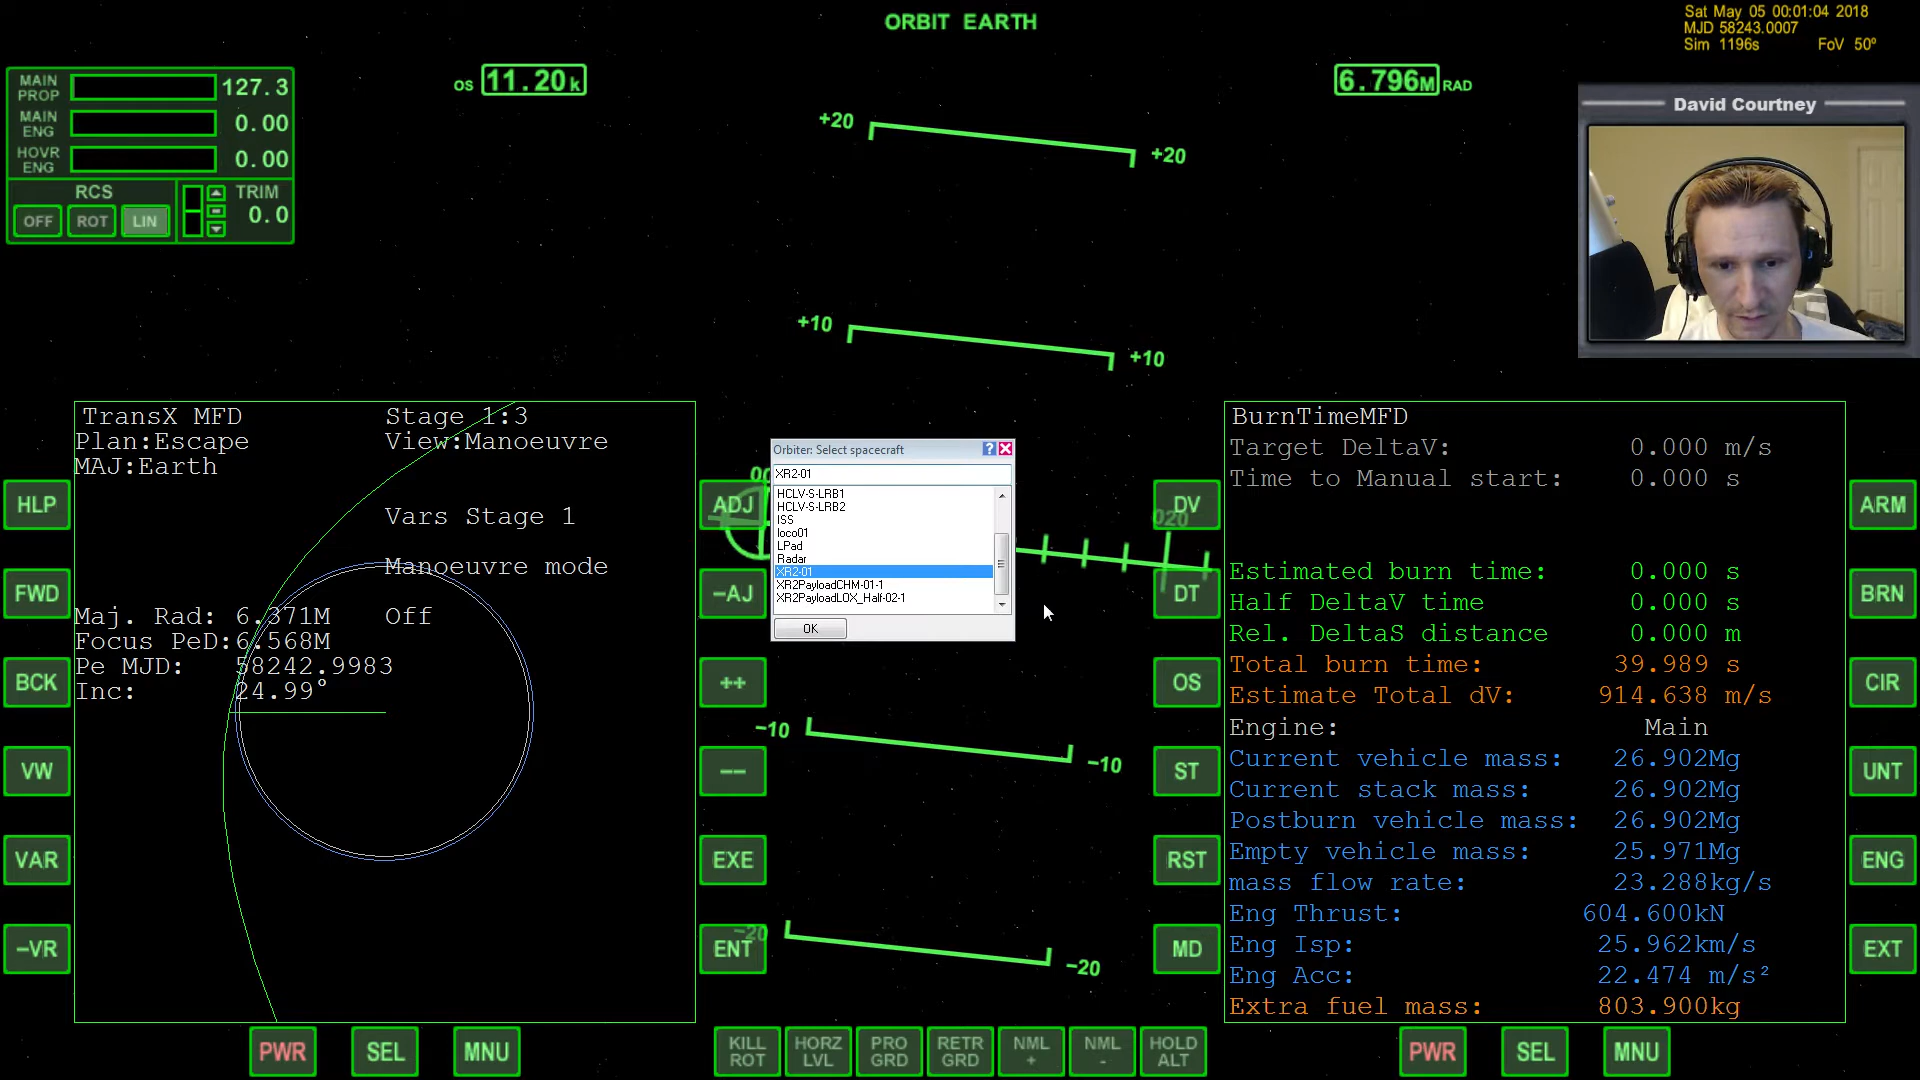 ORBIT EARTH
Sat May 05 00:01:04 2018
MJD 58243.0007
Sim 1196s FoV 50°
MAIN PROP 127.3
MAIN ENG 0.00
HOVR ENG 0.00
RCS TRIM
OFF ROT LIN 0.0
OS 11.20k
6.796M RAD
David Courtney
+20 +20
+10 +10
-10 -10
-20 -20
020
TransX MFD Stage 1:3
Plan:Escape View:Manoeuvre
MAJ:Earth
Vars Stage 1
Manoeuvre mode
Maj. Rad: 6.371M Off
Focus PeD:6.568M
Pe MJD: 58242.9983
Inc: 24.99°
HLP
FWD
BCK
VW
VAR
-VR
ADJ
-AJ
++
--
EXE
ENT
PWR SEL MNU
Orbiter: Select spacecraft
XR2-01
HCLV-S-LRB1
HCLV-S-LRB2
ISS
loco01
LPad
Radar
XR2-01
XR2PayloadCHM-01-1
XR2PayloadLOX_Half-02-1
OK
KILL ROT
HORZ LVL
PRO GRD
RETR GRD
NML +
NML -
HOLD ALT
DV
DT
OS
ST
RST
MD
BurnTimeMFD
Target DeltaV: 0.000 m/s
Time to Manual start: 0.000 s
Estimated burn time: 0.000 s
Half DeltaV time 0.000 s
Rel. DeltaS distance 0.000 m
Total burn time: 39.989 s
Estimate Total dV: 914.638 m/s
Engine: Main
Current vehicle mass: 26.902Mg
Current stack mass: 26.902Mg
Postburn vehicle mass: 26.902Mg
Empty vehicle mass: 25.971Mg
mass flow rate: 23.288kg/s
Eng Thrust: 604.600kN
Eng Isp: 25.962km/s
Eng Acc: 22.474 m/s²
Extra fuel mass: 803.900kg
ARM
BRN
CIR
UNT
ENG
EXT
PWR SEL MNU